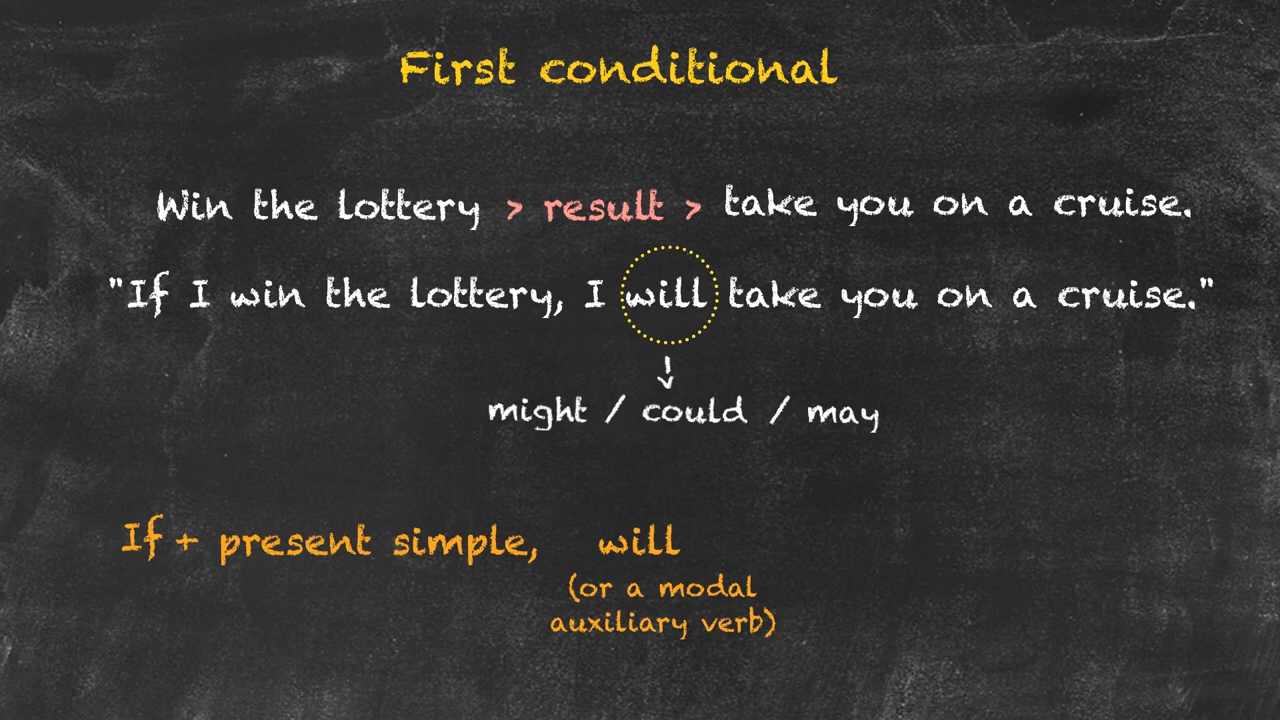 First conditional
Win the lottery > result > take you on a cruise.
"If I win the lottery, I will take you on a cruise."
might / could / may
If + present simple, will
(or a modal
auxiliary verb)